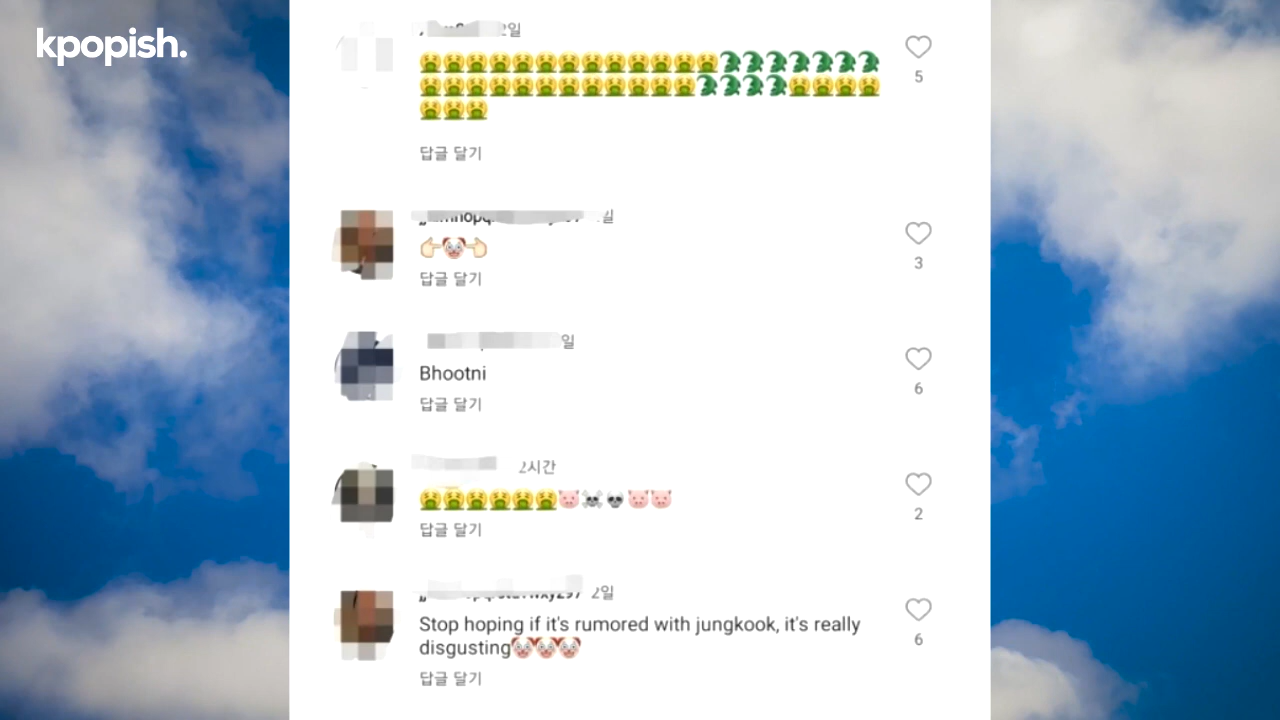 kpopish.
2일
답글 달기
일
답글 달기
일
Bhootni
답글 달기
2시간
답글 달기
2일
Stop hoping if it's rumored with jungkook, it's really
disgusting
답글 달기
5
3
6
2
6